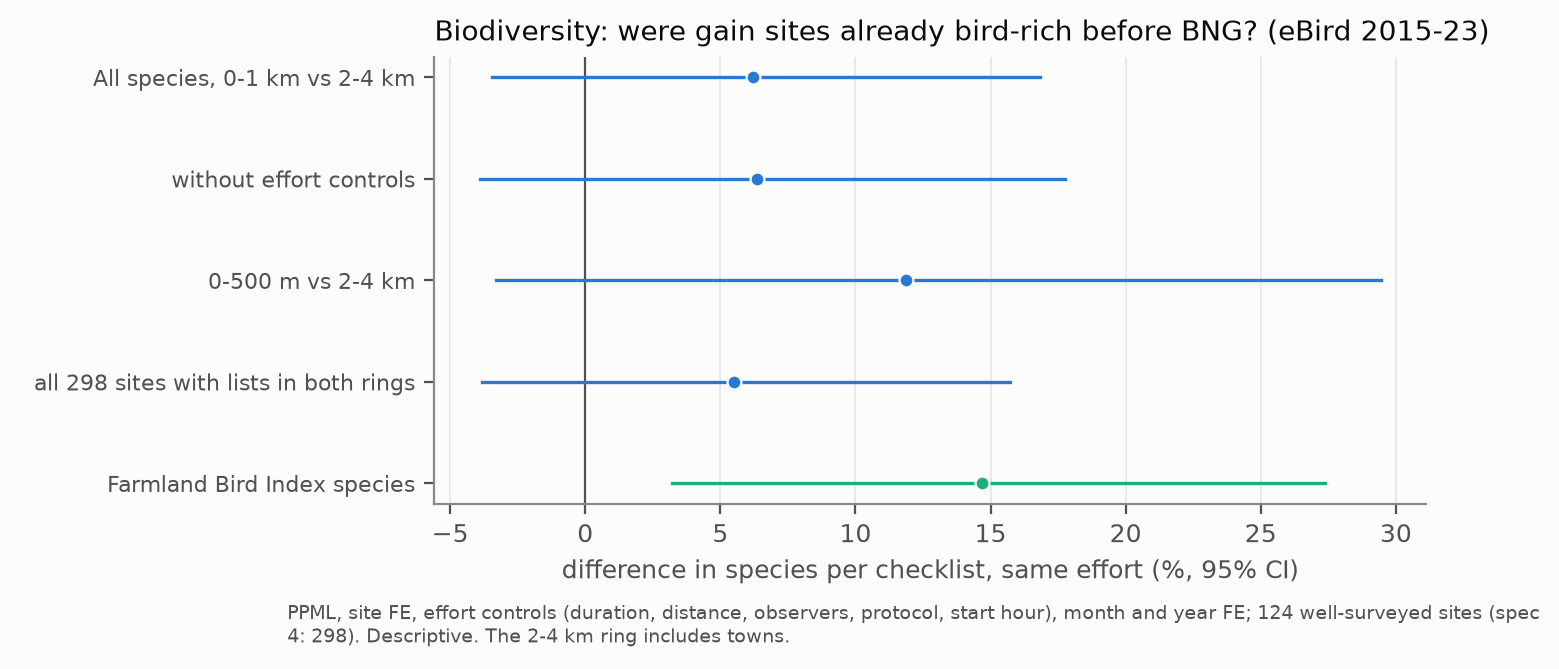 Biodiversity: were gain sites already bird-rich before BNG? (eBird 2015-23)
All species, 0-1 km vs 2-4 km
without effort controls
0-500 m vs 2-4 km
all 298 sites with lists in both rings
Farmland Bird Index species
−5 0 5 10 15 20 25 30
difference in species per checklist, same effort (%, 95% CI)
PPML, site FE, effort controls (duration, distance, observers, protocol, start hour), month and year FE; 124 well-surveyed sites (spec
4: 298). Descriptive. The 2-4 km ring includes towns.